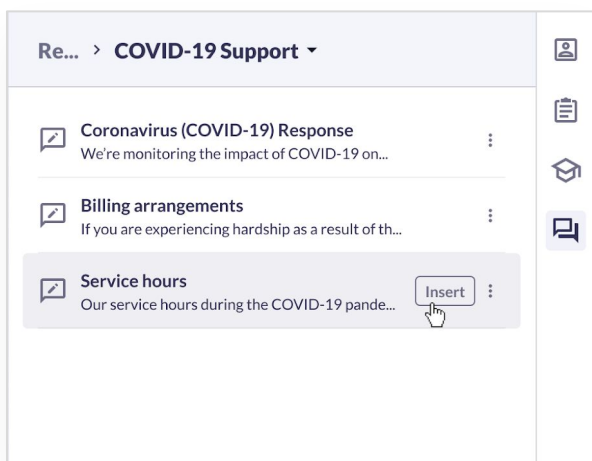 Re... > COVID-19 Support
Coronavirus (COVID-19) Response
We're monitoring the impact of COVID-19 on...
Billing arrangements
If you are experiencing hardship as a result of th...
Service hours
Our service hours during the COVID-19 pande...
Insert